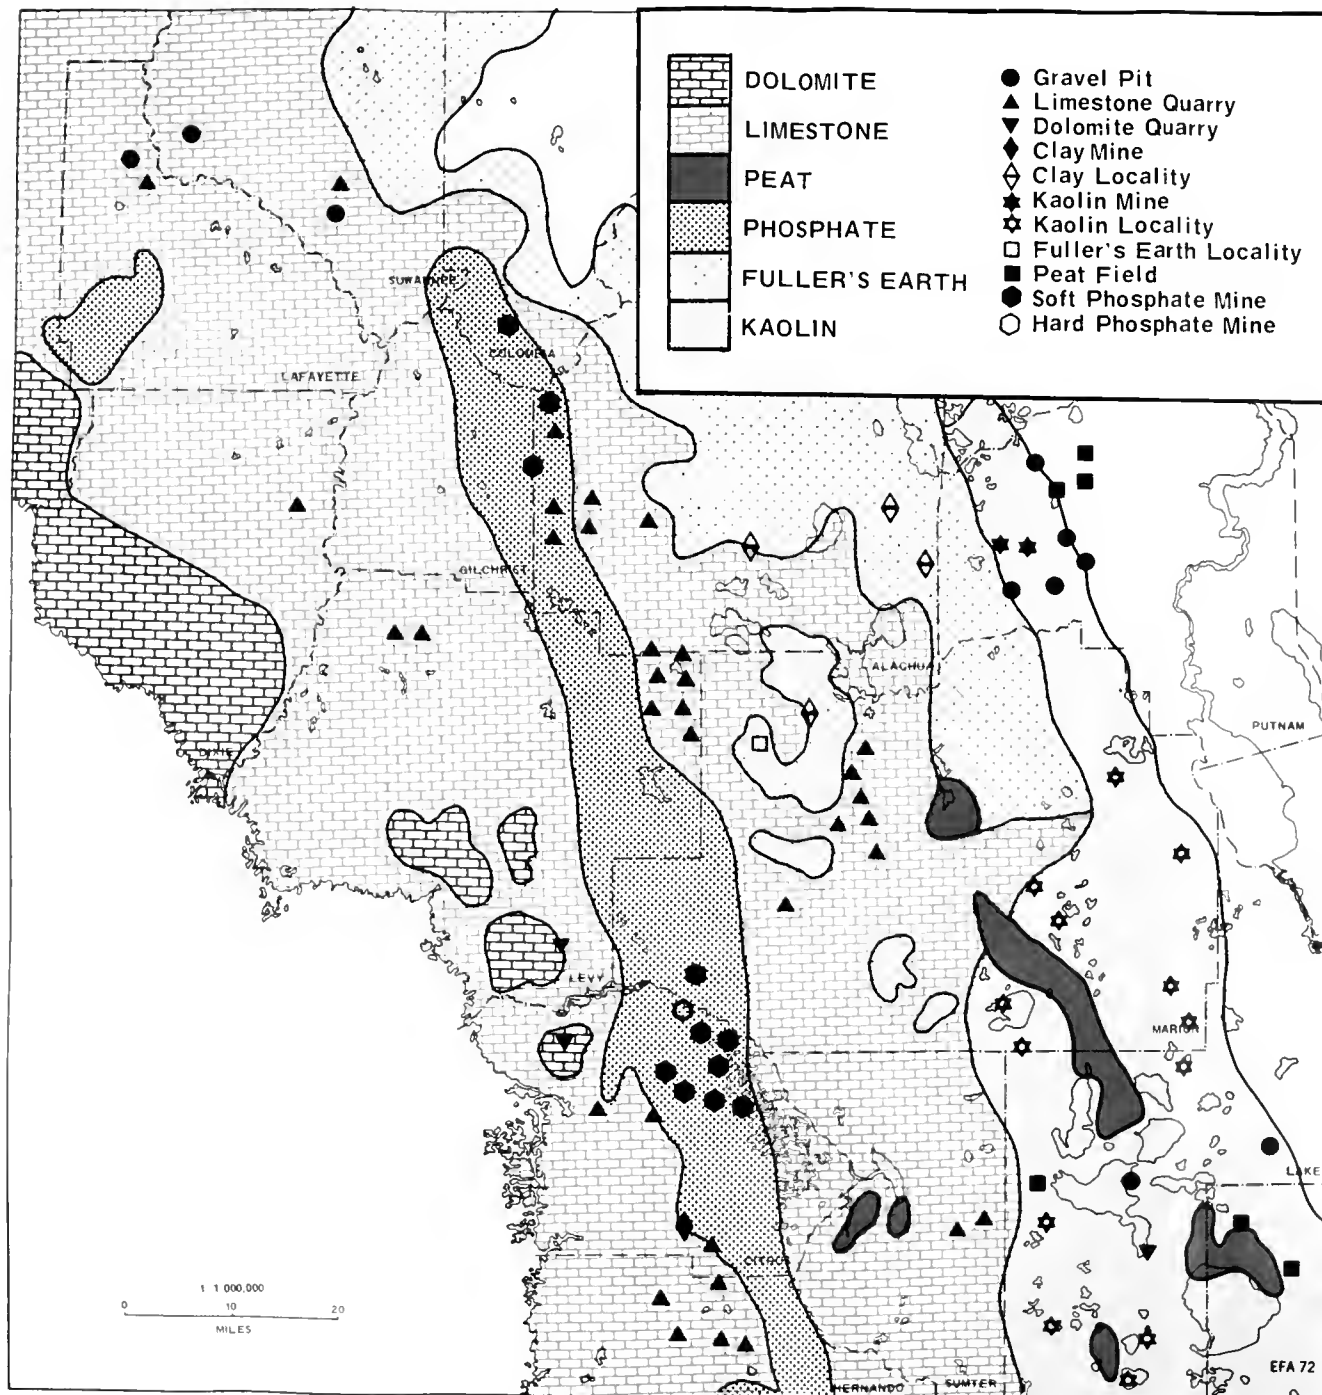 DOLOMITE
LIMESTONE
PEAT
PHOSPHATE
FULLER'S EARTH
KAOLIN
Gravel Pit
Limestone Quarry
Dolomite Quarry
Clay Mine
Clay Locality
Kaolin Mine
Kaolin Locality
Fuller's Earth Locality
Peat Field
Soft Phosphate Mine
Hard Phosphate Mine
SUWANNEE
COLUMBIA
LAFAYETTE
GILCHRIST
ALACHUA
PUTNAM
DIXIE
LEVY
MARION
LAKE
CITRUS
1: 1 000,000
0 10 20
MILES
HERNANDO
SUMTER
EFA 72